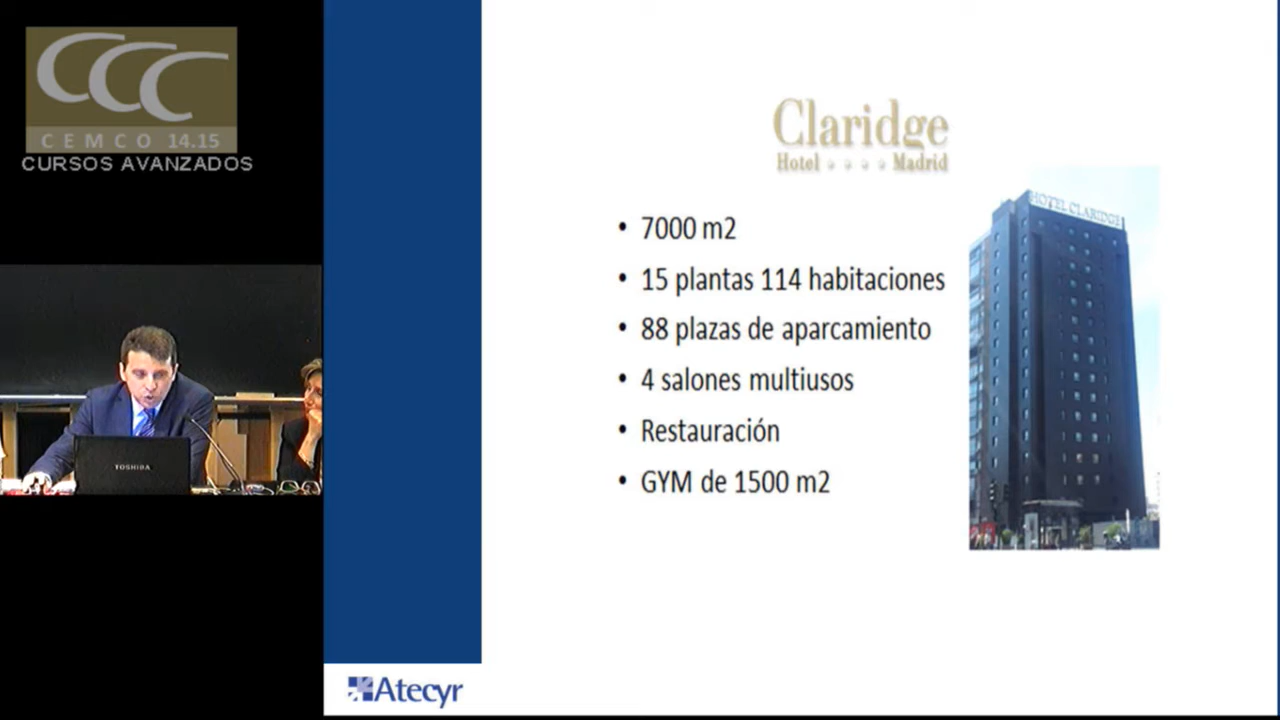 CCC
CEMCO 14.15
CURSOS AVANZADOS
TOSHIBA
Claridge
Hotel Madrid
HOTEL CLARIDGE
• 7000 m2
• 15 plantas 114 habitaciones
• 88 plazas de aparcamiento
• 4 salones multiusos
• Restauración
• GYM de 1500 m2
Atecyr